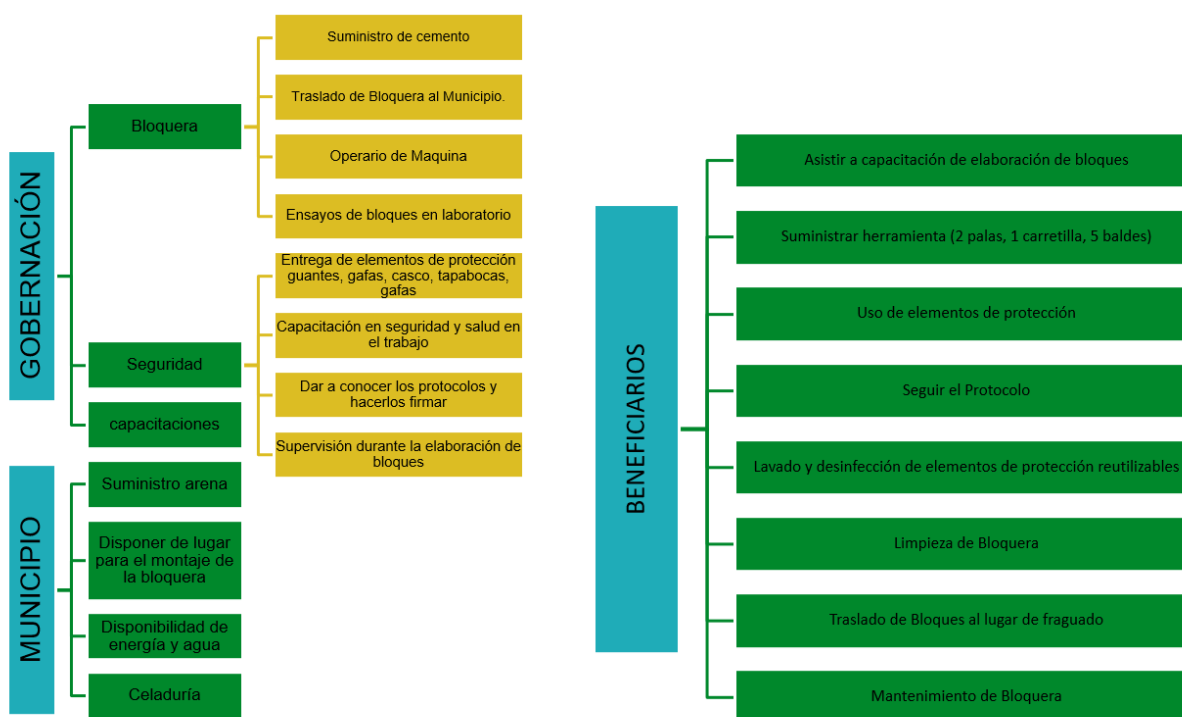 GOBERNACIÓN
Bloquera
Suministro de cemento
Traslado de Bloquera al Municipio.
Operario de Maquina
Ensayos de bloques en laboratorio
Seguridad
Entrega de elementos de protección
guantes, gafas, casco, tapabocas,
gafas
Capacitación en seguridad y salud en
el trabajo
Dar a conocer los protocolos y
hacerlos firmar
Supervisión durante la elaboración de
bloques
capacitaciones
MUNICIPIO
Suministro arena
Disponer de lugar
para el montaje de
la bloquera
Disponibilidad de
energía y agua
Celaduría
BENEFICIARIOS
Asistir a capacitación de elaboración de bloques
Suministrar herramienta (2 palas, 1 carretilla, 5 baldes)
Uso de elementos de protección
Seguir el Protocolo
Lavado y desinfección de elementos de protección reutilizables
Limpieza de Bloquera
Traslado de Bloques al lugar de fraguado
Mantenimiento de Bloquera